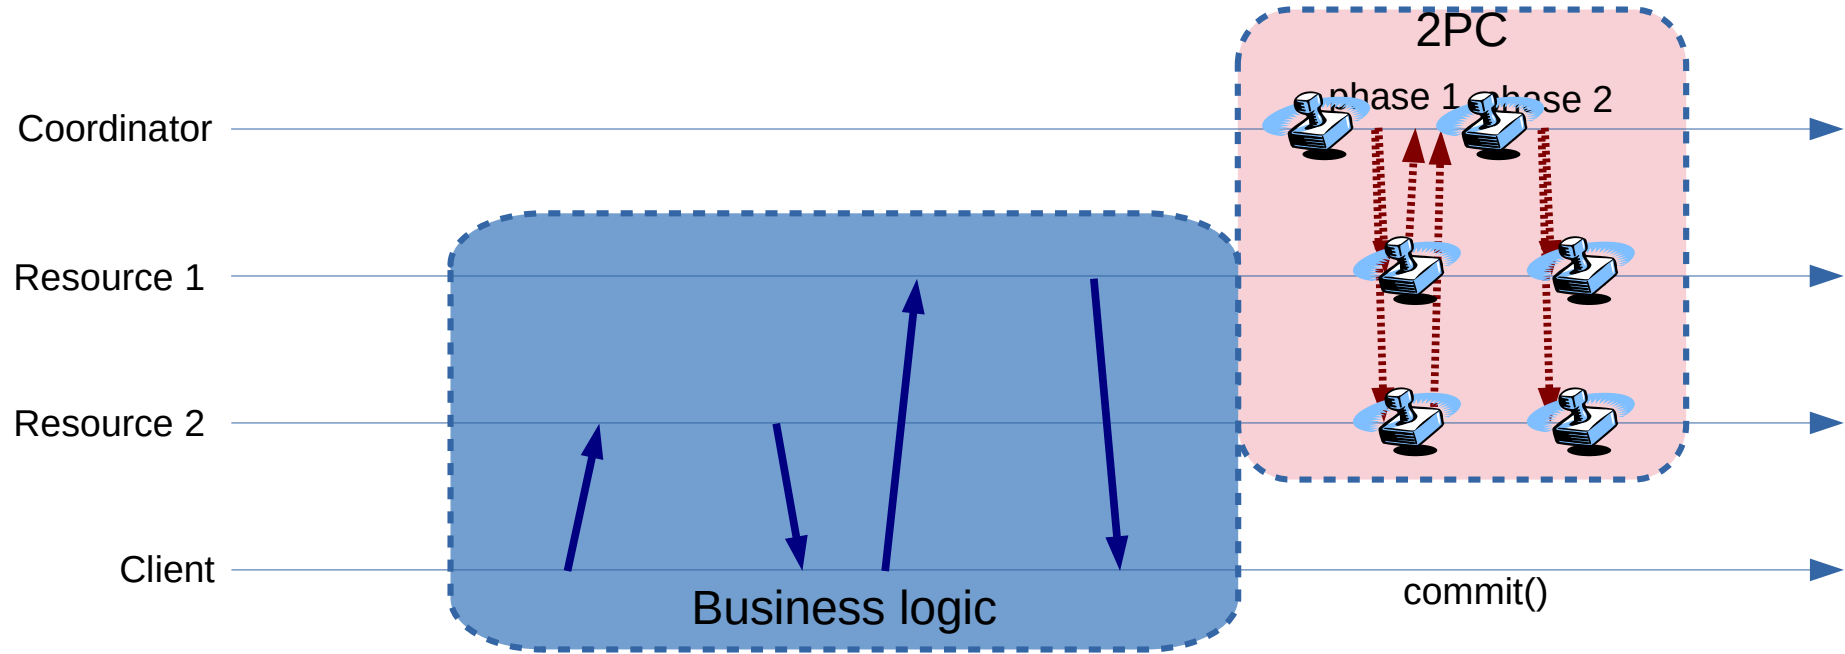 2PC
phase 1
phase 2
Coordinator
Resource 1
Resource 2
Client
commit()
Business logic